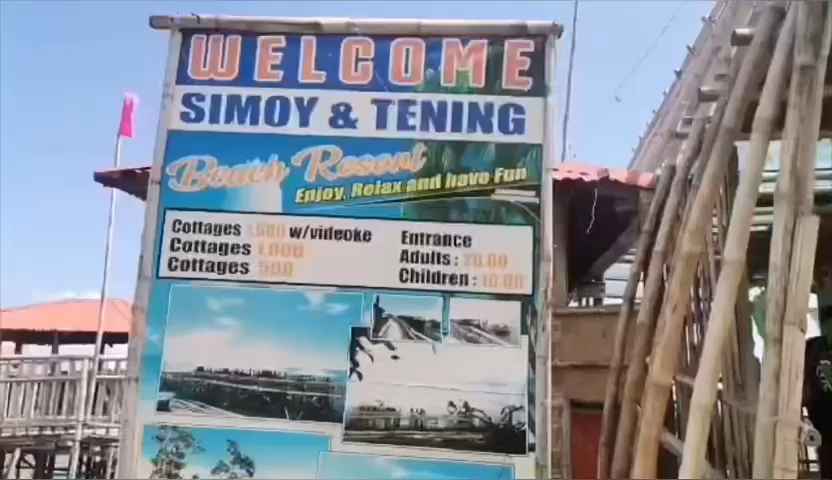 WELCOME
SIMOY & TENING
Beach Resort
Enjoy, Relax and have Fun
Cottages 1,500 w/videoke
Cottages 1,000
Cottages 500
Entrance
Adults : 20.00
Children : 10.00